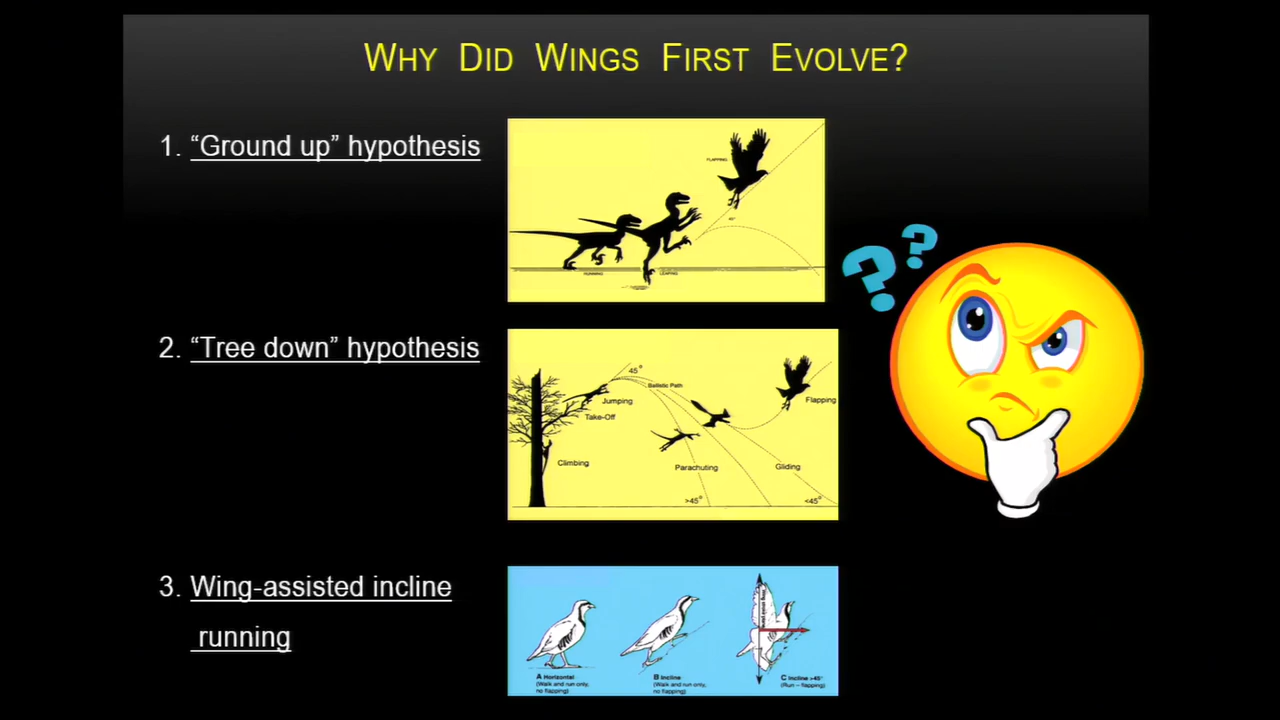 WHY DID WINGS FIRST EVOLVE?
1. “Ground up” hypothesis
FLAPPING
45°
RUNNING
LEAPING
2. “Tree down” hypothesis
45°
Ballistic Path
Jumping
Take-Off
Flapping
Climbing
Parachuting
Gliding
>45°
<45°
3. Wing-assisted incline
running
A Horizontal
(Walk and run only,
no flapping)
B Incline
(Walk and run only,
no flapping)
C Incline >45°
(Run – flapping)
? ?